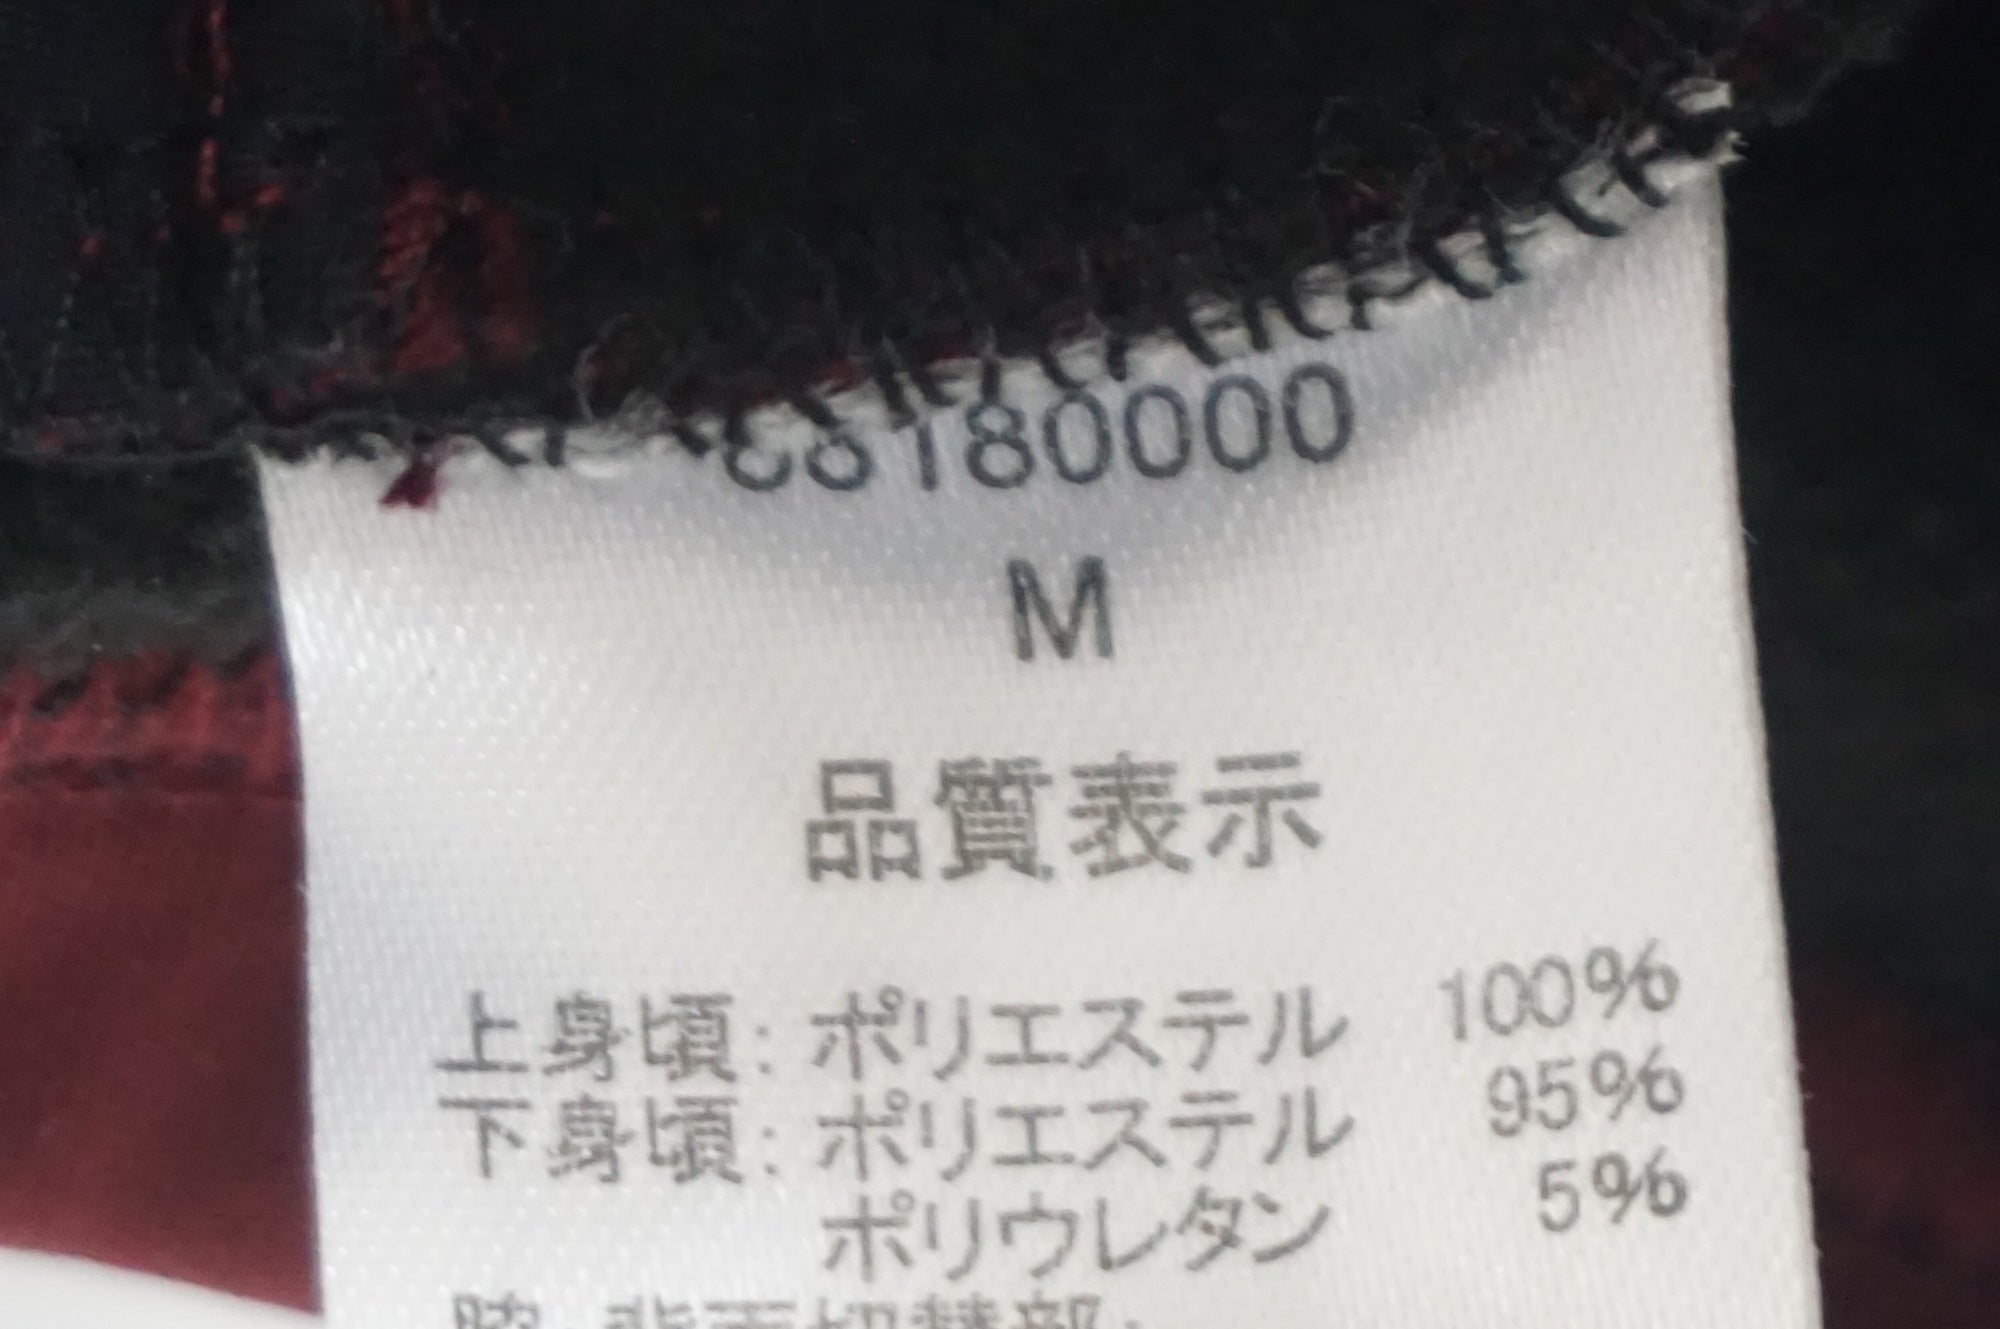 M
品質表示
上身頃:ポリエステル 100%
下身頃:ポリエステル 95%
ポリウレタン 5%